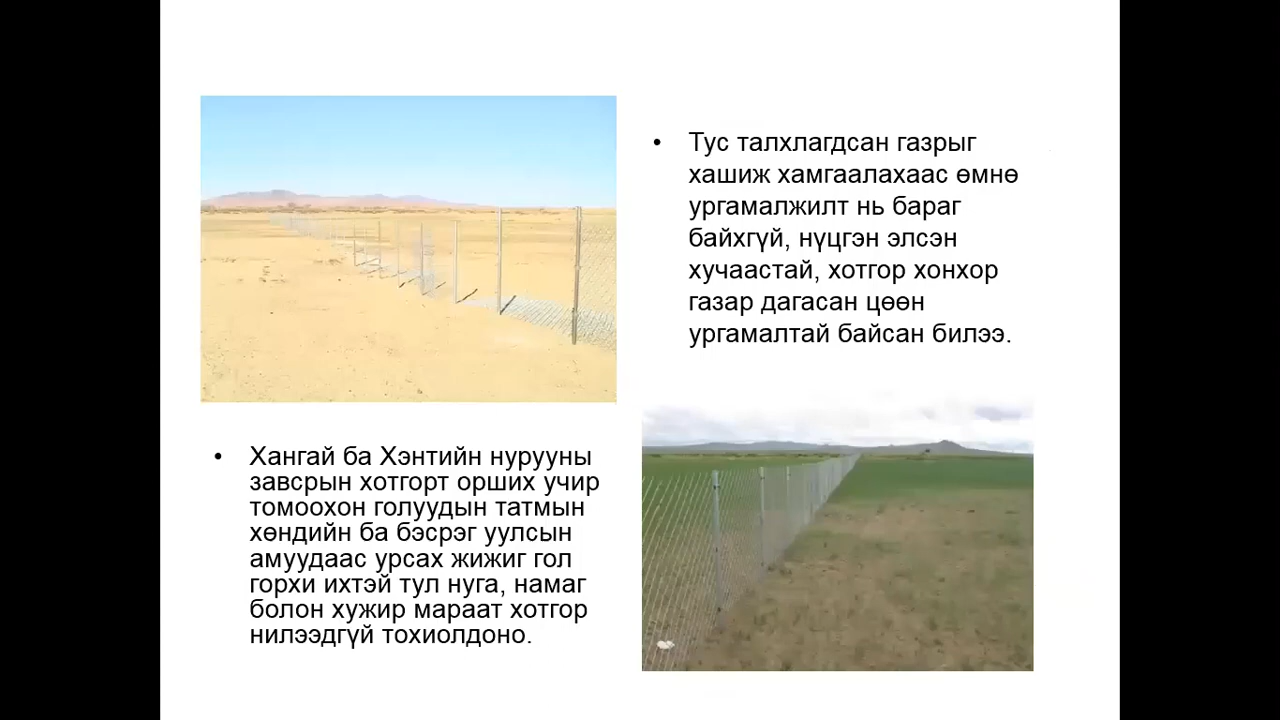 • Тус талхлагдсан газрыг
хашиж хамгаалахаас өмнө
ургамалжилт нь бараг
байхгүй, нүцгэн элсэн
хучаастай, хотгор хонхор
газар дагасан цөөн
ургамалтай байсан билээ.
• Хангай ба Хэнтийн нурууны
завсрын хотгорт орших учир
томоохон голуудын татмын
хөндийн ба бэсрэг уулсын
амуудаас урсах жижиг гол
горхи ихтэй тул нуга, намаг
болон хужир мараат хотгор
нилээдгүй тохиолдоно.